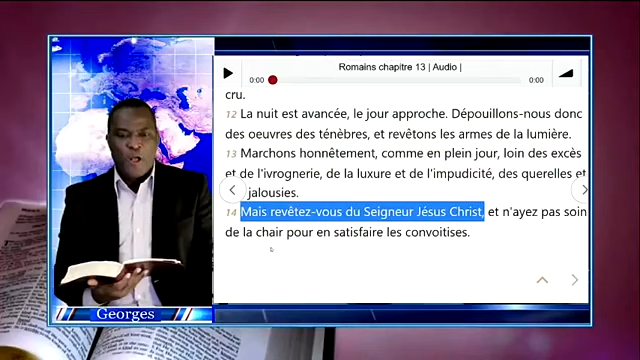 Romains chapitre 13 | Audio |
0:00
0:00
cru.
12 La nuit est avancée, le jour approche. Dépouillons-nous donc
des oeuvres des ténèbres, et revêtons les armes de la lumière.
13 Marchons honnêtement, comme en plein jour, loin des excès
et de l'ivrognerie, de la luxure et de l'impudicité, des querelles et
jalousies.
14 Mais revêtez-vous du Seigneur Jésus Christ, et n'ayez pas soin
de la chair pour en satisfaire les convoitises.
Georges